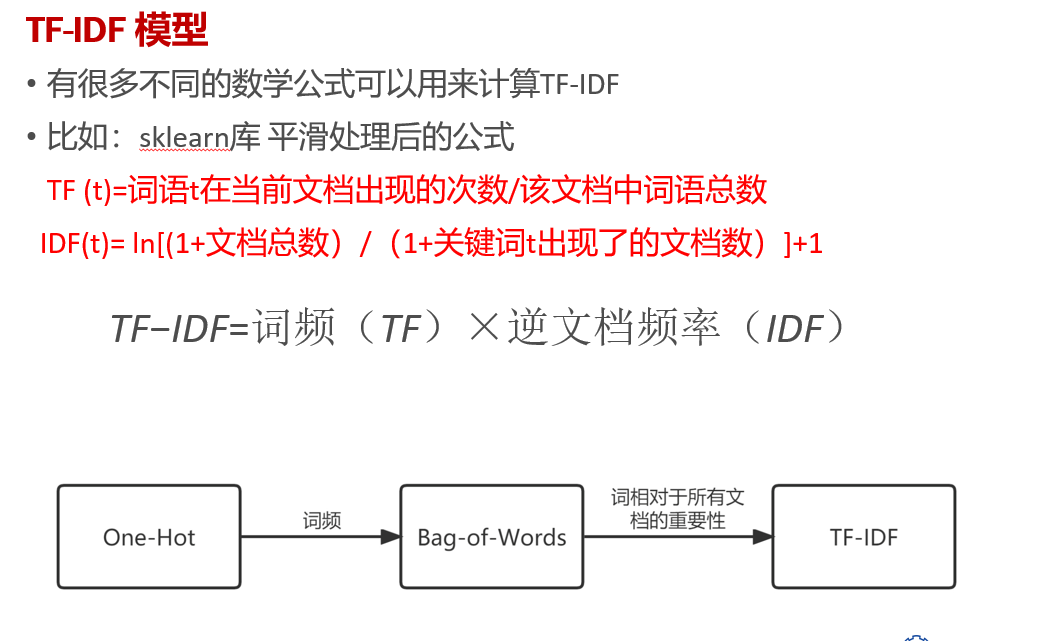 TF-IDF 模型
• 有很多不同的数学公式可以用来计算TF-IDF
• 比如：sklearn库 平滑处理后的公式
TF (t)=词语t在当前文档出现的次数/该文档中词语总数
IDF(t)= ln[(1+文档总数）/（1+关键词t出现了的文档数）]+1
TF−IDF=词频（TF）×逆文档频率（IDF）
One-Hot
词频
Bag-of-Words
词相对于所有文
档的重要性
TF-IDF